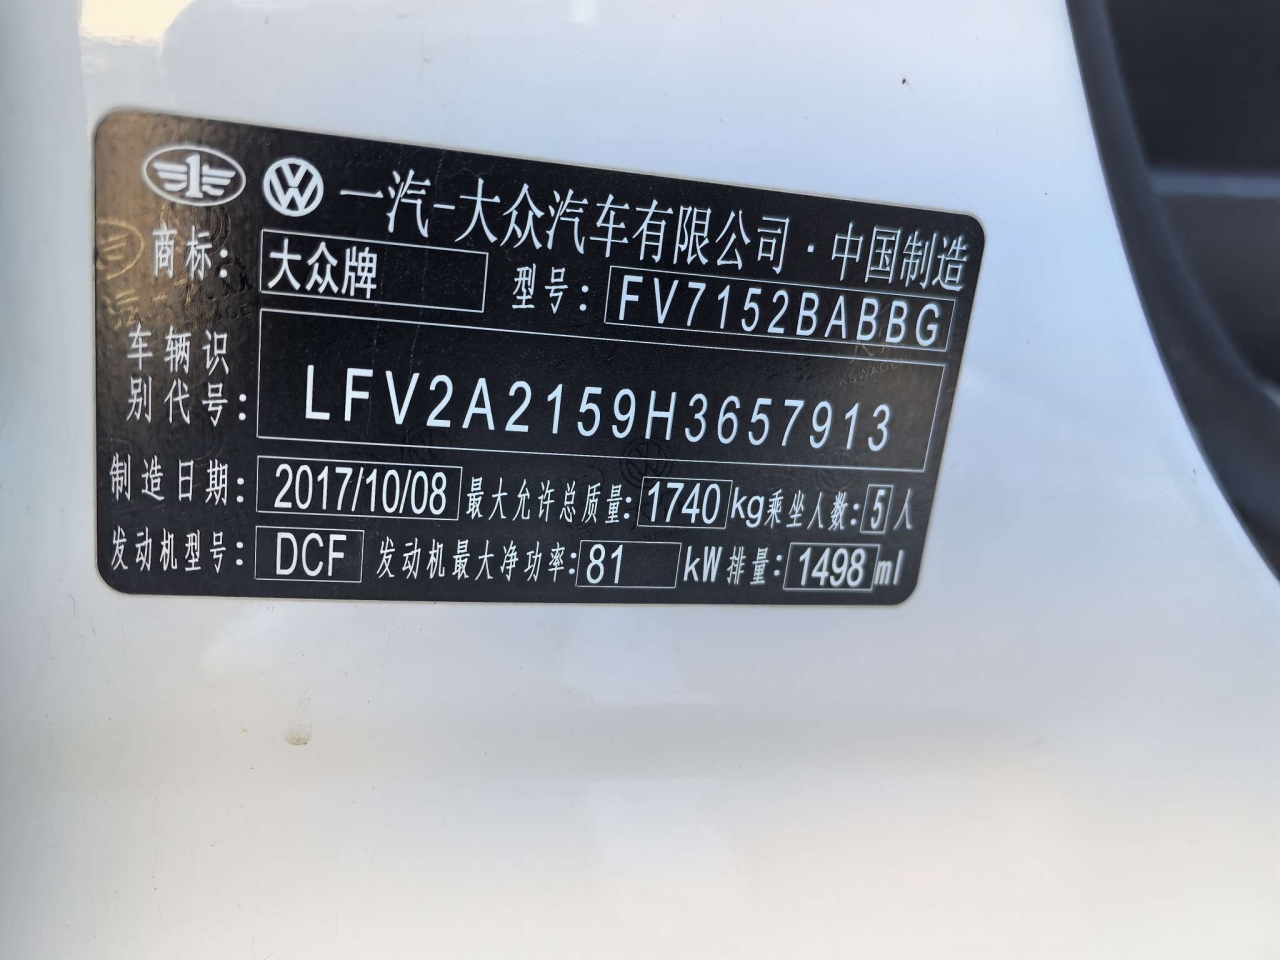 一汽-大众汽车有限公司·中国制造
商标: 大众牌 型号: FV7152BABBG
车辆识别代号: LFV2A2159H3657913
制造日期: 2017/10/08 最大允许总质量: 1740 kg 乘坐人数: 5 人
发动机型号: DCF 发动机最大净功率: 81 kW 排量: 1498 ml